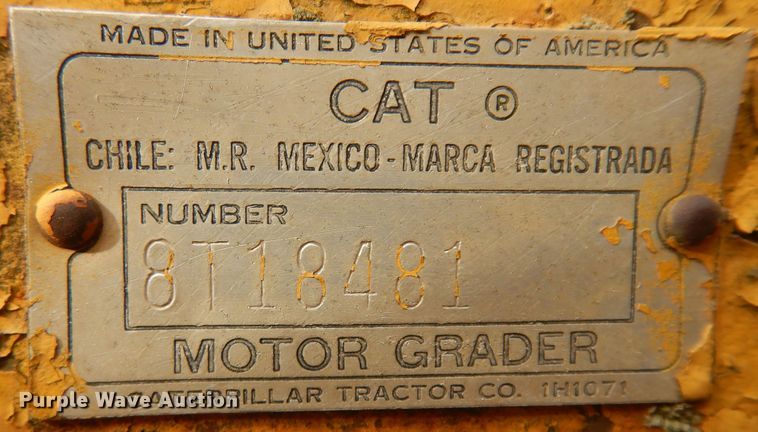 MADE IN UNITED STATES OF AMERICA
CAT ®
CHILE: M.R. MEXICO-MARCA REGISTRADA
NUMBER
8T18481
MOTOR GRADER
CATERPILLAR TRACTOR CO. 1H1071
Purple Wave Auction